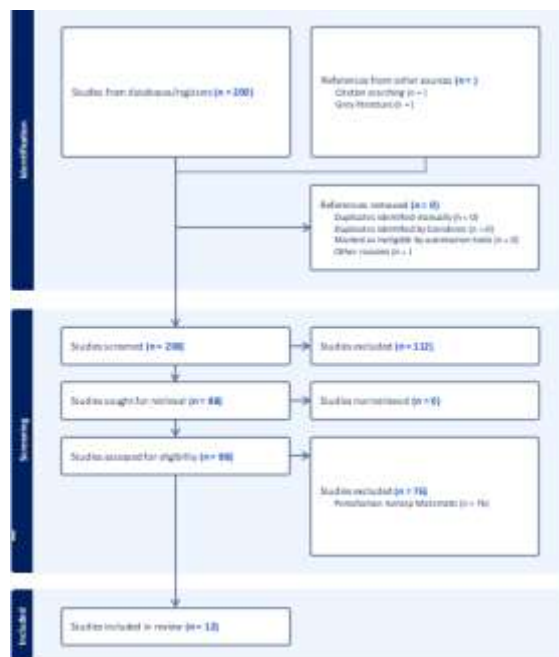 Identification
Studies from databases/registers (n = 200)
References from other sources (n = )
Citation searching (n = )
Grey literature (n = )
References removed (n = 0)
Duplicates identified manually (n = 0)
Duplicates identified by Covidence (n = 0)
Marked as ineligible by automation tools (n = 0)
Other reasons (n = )
Screening
Studies screened (n = 200)
Studies excluded (n = 112)
Studies sought for retrieval (n = 88)
Studies not retrieved (n = 0)
Studies assessed for eligibility (n = 88)
Studies excluded (n = 76)
Matematis (n = 76)
Included
Studies included in review (n = 12)